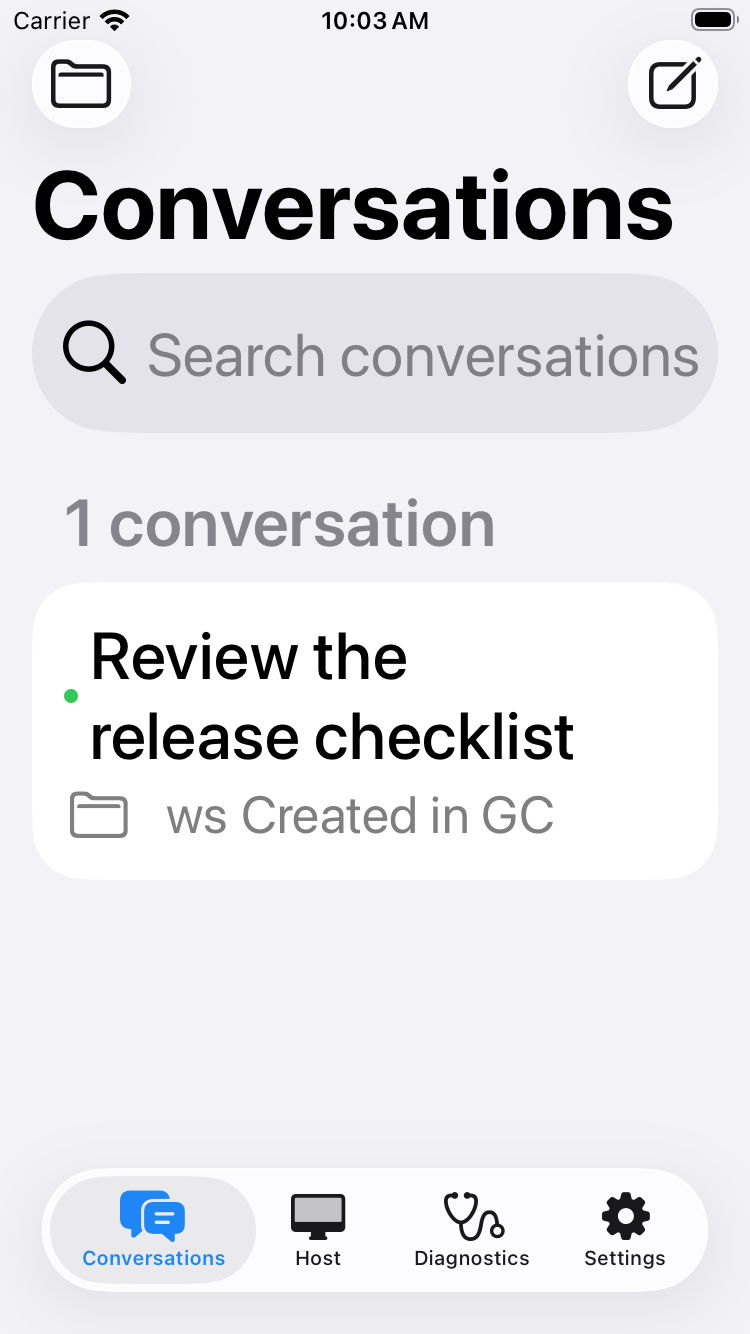 Carrier 10:03 AM
Conversations
Search conversations
1 conversation
Review the
release checklist
ws Created in GC
Conversations Host Diagnostics Settings